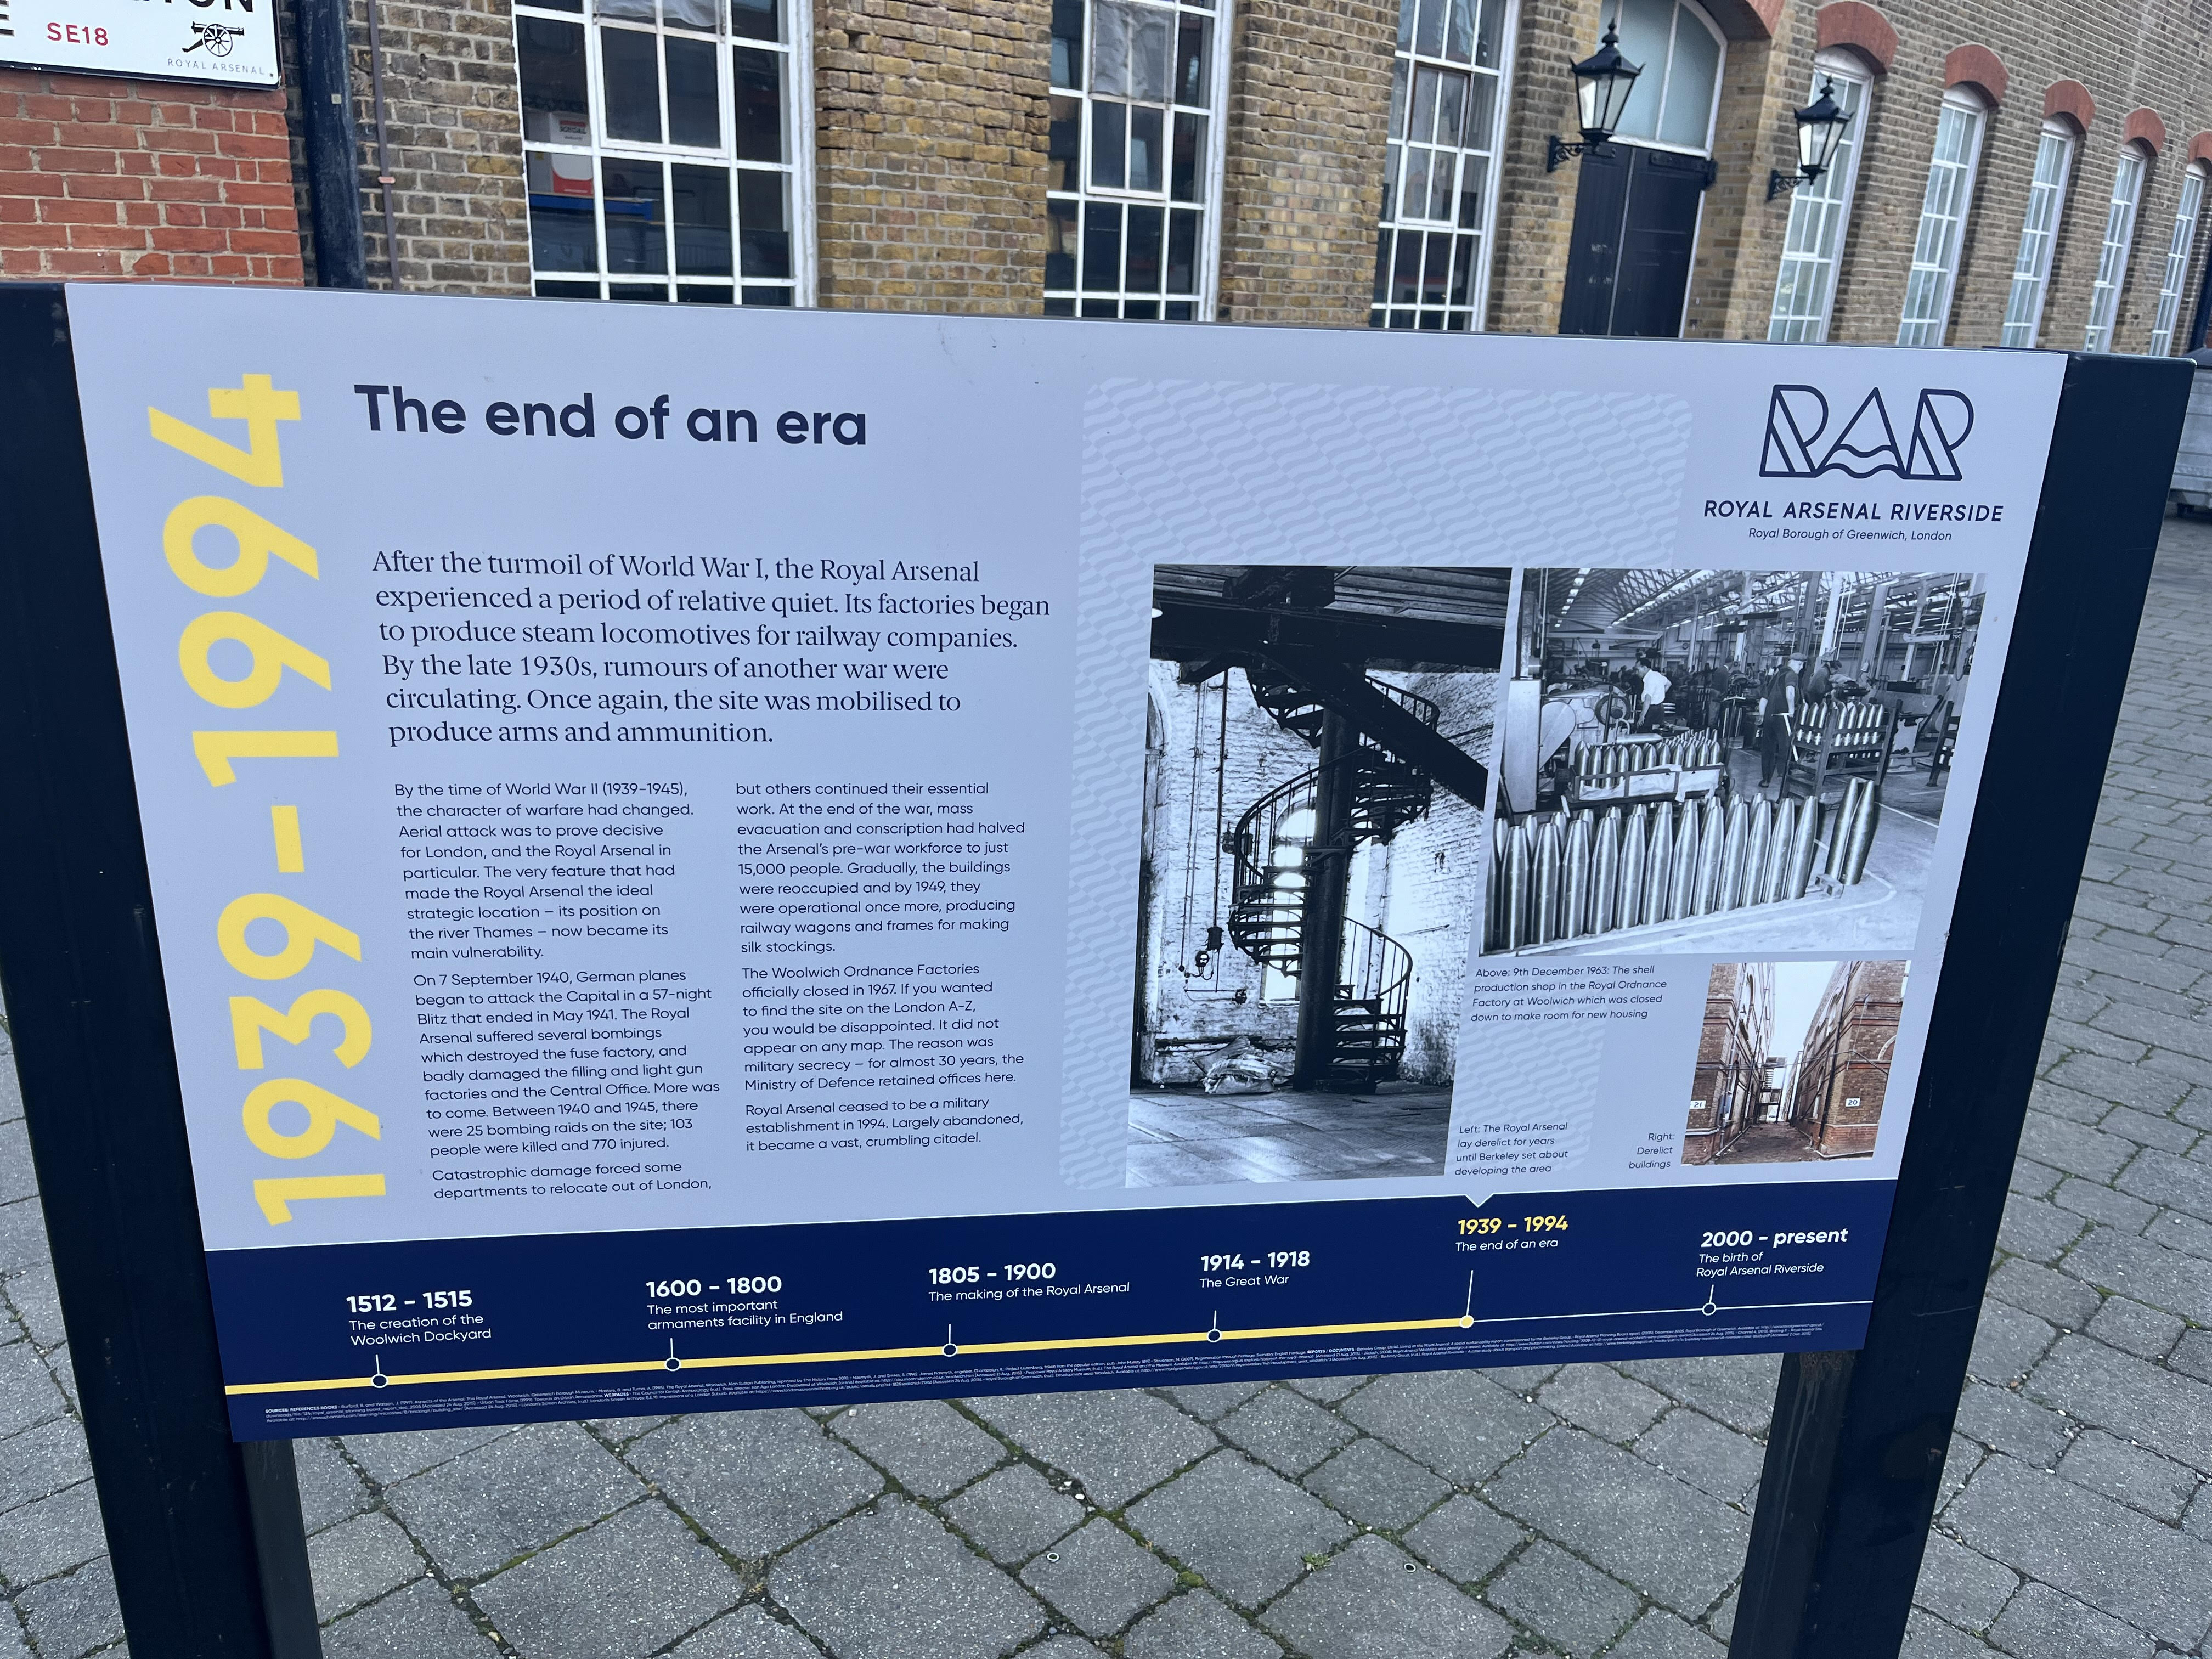 SE18
ROYAL ARSENAL
1939-1994
The end of an era
RAR
ROYAL ARSENAL RIVERSIDE
Royal Borough of Greenwich, London
After the turmoil of World War I, the Royal Arsenal
experienced a period of relative quiet. Its factories began
to produce steam locomotives for railway companies.
By the late 1930s, rumours of another war were
circulating. Once again, the site was mobilised to
produce arms and ammunition.
By the time of World War II (1939-1945),
the character of warfare had changed.
Aerial attack was to prove decisive
for London, and the Royal Arsenal in
particular. The very feature that had
made the Royal Arsenal the ideal
strategic location – its position on
the river Thames – now became its
main vulnerability.
On 7 September 1940, German planes
began to attack the Capital in a 57-night
Blitz that ended in May 1941. The Royal
Arsenal suffered several bombings
which destroyed the fuse factory, and
badly damaged the filling and light gun
factories and the Central Office. More was
to come. Between 1940 and 1945, there
were 25 bombing raids on the site; 103
people were killed and 770 injured.
Catastrophic damage forced some
departments to relocate out of London,
but others continued their essential
work. At the end of the war, mass
evacuation and conscription had halved
the Arsenal's pre-war workforce to just
15,000 people. Gradually, the buildings
were reoccupied and by 1949, they
were operational once more, producing
railway wagons and frames for making
silk stockings.
The Woolwich Ordnance Factories
officially closed in 1967. If you wanted
to find the site on the London A-Z,
you would be disappointed. It did not
appear on any map. The reason was
military secrecy – for almost 30 years, the
Ministry of Defence retained offices here.
Royal Arsenal ceased to be a military
establishment in 1994. Largely abandoned,
it became a vast, crumbling citadel.
Above: 9th December 1963: The shell
production shop in the Royal Ordnance
Factory at Woolwich which was closed
down to make room for new housing
21
20
Left: The Royal Arsenal
lay derelict for years
until Berkeley set about
developing the area
Right:
Derelict
buildings
1512 - 1515
The creation of the
Woolwich Dockyard
1600 - 1800
The most important
armaments facility in England
1805 - 1900
The making of the Royal Arsenal
1914 - 1918
The Great War
1939 - 1994
The end of an era
2000 - present
The birth of
Royal Arsenal Riverside
SOURCES: REFERENCES BOOKS